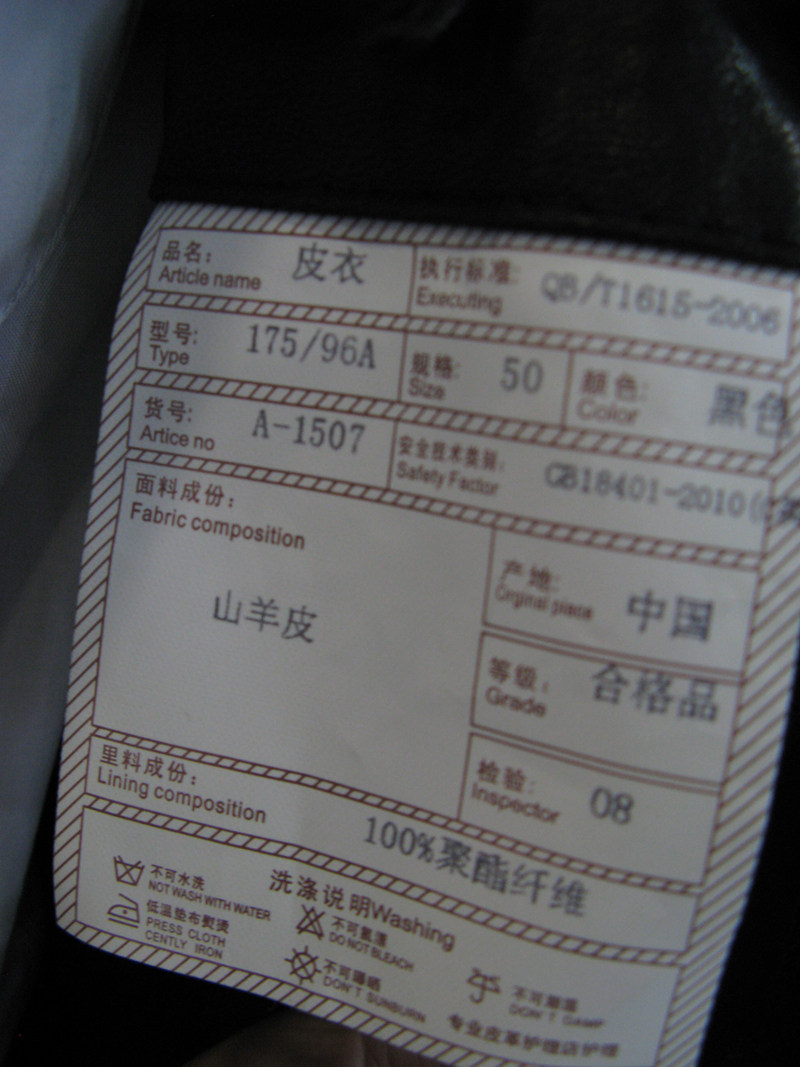 品名: 皮衣 执行标准: QB/T1615-2006
Article name Executing
型号: 175/96A 规格: 50 颜色: 黑色
Type Size Color
货号: A-1507 安全技术类别: GB18401-2010
Artice no Safety Factor
面料成份:
Fabric composition
山羊皮
产地: 中国
Orginal place
等级: 合格品
Grade
检验: 08
Inspector
里料成份:
Lining composition 100%聚酯纤维
洗涤说明Washing
不可水洗
NOT WASH WITH WATER
低温垫布熨烫
PRESS CLOTH
CENTLY IRON
不可氯漂
DO NOT BLEACH
不可曝晒
DON'T SUNBURN
不可潮湿
DON'T DAMP
专业皮革护理店护理